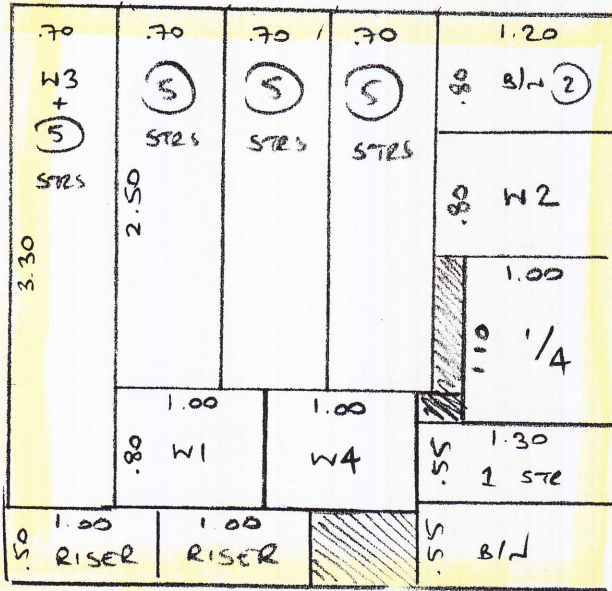 .70
W3
+
5
STRS
3.30
.70
5
STRS
2.50
.70
5
STRS
.70
5
STRS
1.20
.80
B/N 2
.80
W2
1.00
1.10
1/4
1.00
.80
W1
1.00
W4
.55
1.30
1 STR
.50
1.00
RISER
1.00
RISER
.55
B/N